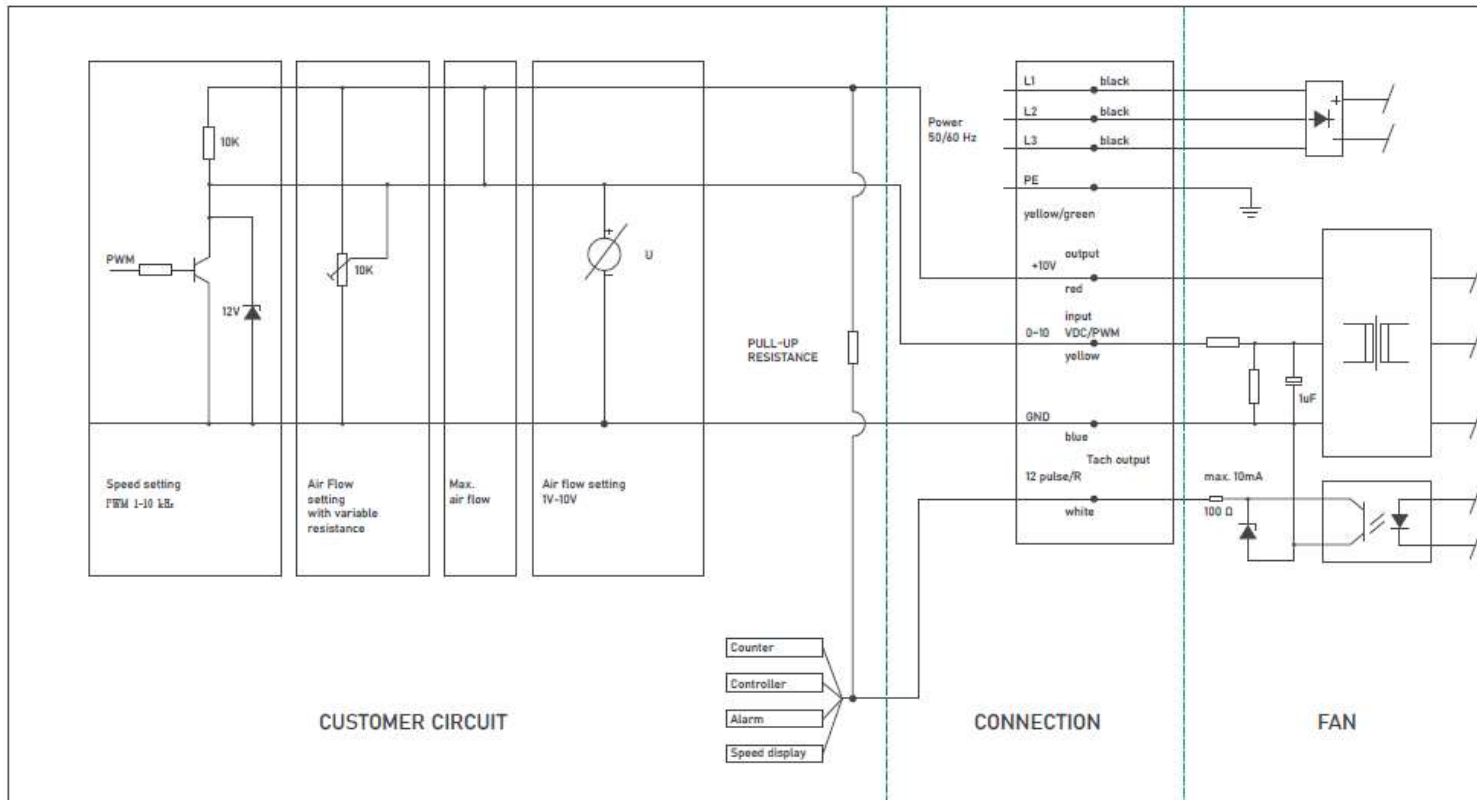 10K
PWM
12V
Speed setting
PWM 1-10 kHz
10K
Air Flow
setting
with variable
resistance
Max.
air flow
U
+
Air flow setting
1V-10V
PULL-UP
RESISTANCE
Counter
Controller
Alarm
Speed display
CUSTOMER CIRCUIT
Power
50/60 Hz
L1 black
L2 black
L3 black
PE
yellow/green
output
+10V
red
input
0-10 VDC/PWM
yellow
GND
blue
Tach output
12 pulse/R
white
CONNECTION
+
-
1uF
max. 10mA
100 Ω
FAN